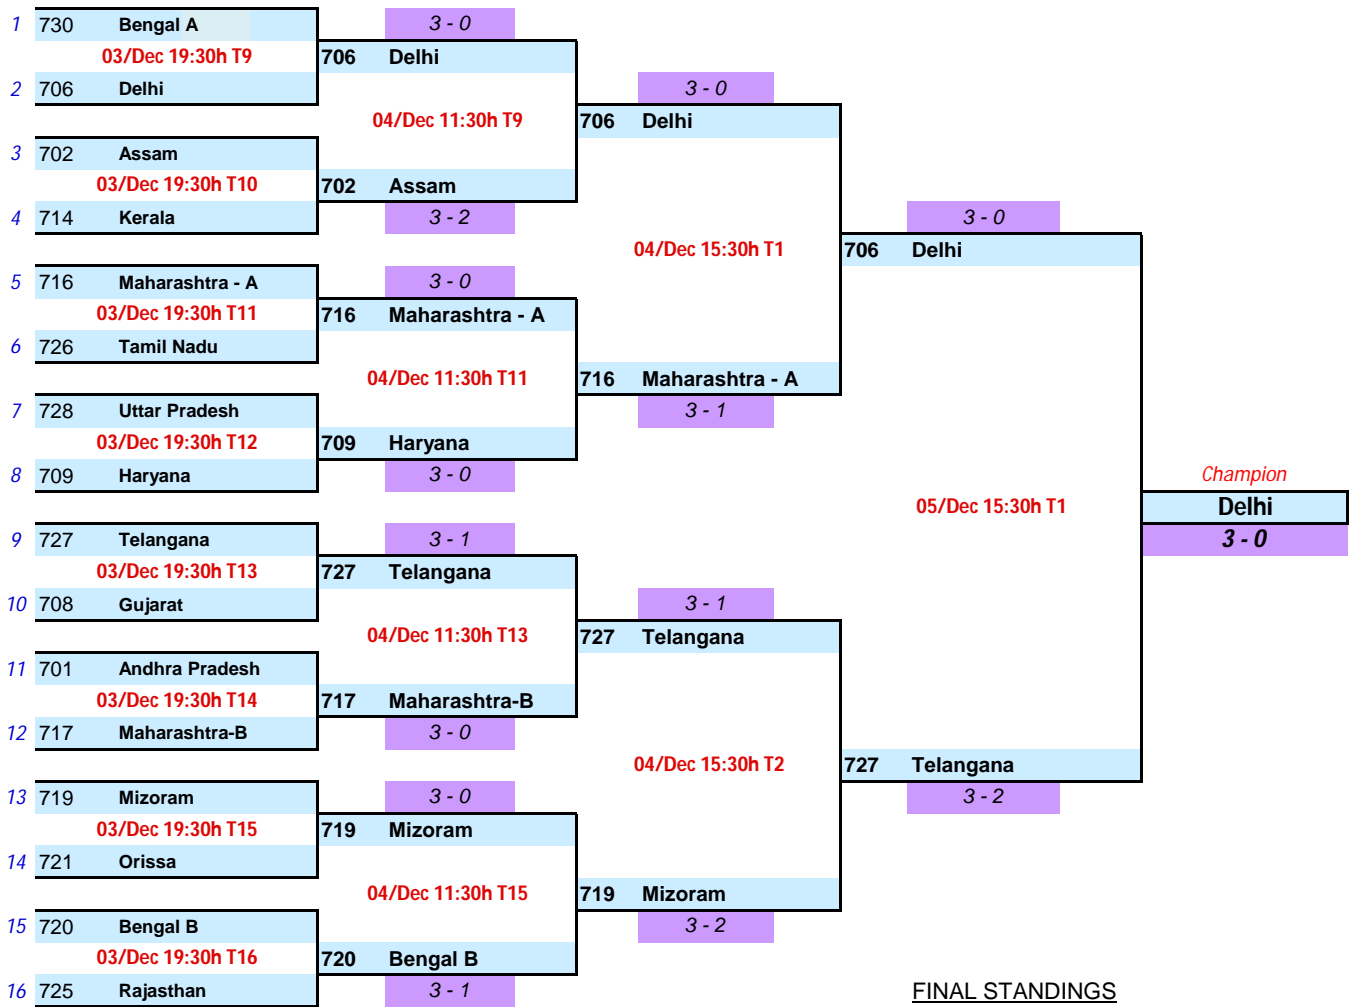 1 730 Bengal A 3 - 0
03/Dec 19:30h T9 706 Delhi
2 706 Delhi 3 - 0
04/Dec 11:30h T9 706 Delhi
3 702 Assam
03/Dec 19:30h T10 702 Assam
4 714 Kerala 3 - 2 3 - 0
04/Dec 15:30h T1 706 Delhi
5 716 Maharashtra - A 3 - 0
03/Dec 19:30h T11 716 Maharashtra - A
6 726 Tamil Nadu
04/Dec 11:30h T11 716 Maharashtra - A
7 728 Uttar Pradesh 3 - 1
03/Dec 19:30h T12 709 Haryana
8 709 Haryana 3 - 0 Champion
05/Dec 15:30h T1 Delhi
9 727 Telangana 3 - 1 3 - 0
03/Dec 19:30h T13 727 Telangana
10 708 Gujarat 3 - 1
04/Dec 11:30h T13 727 Telangana
11 701 Andhra Pradesh
03/Dec 19:30h T14 717 Maharashtra-B
12 717 Maharashtra-B 3 - 0
04/Dec 15:30h T2 727 Telangana
13 719 Mizoram 3 - 0 3 - 2
03/Dec 19:30h T15 719 Mizoram
14 721 Orissa
04/Dec 11:30h T15 719 Mizoram
15 720 Bengal B 3 - 2
03/Dec 19:30h T16 720 Bengal B
16 725 Rajasthan 3 - 1 FINAL STANDINGS